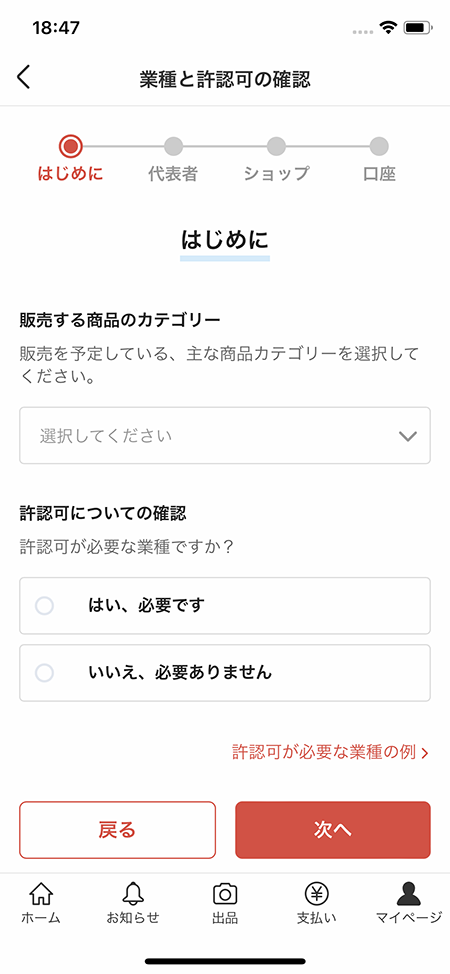 18:47
業種と許認可の確認
はじめに
代表者
ショップ
口座
はじめに
販売する商品のカテゴリー
販売を予定している、主な商品カテゴリーを選択して
ください。
選択してください
許認可についての確認
許認可が必要な業種ですか？
はい、必要です
いいえ、必要ありません
許認可が必要な業種の例
戻る
次へ
ホーム
お知らせ
出品
支払い
マイページ